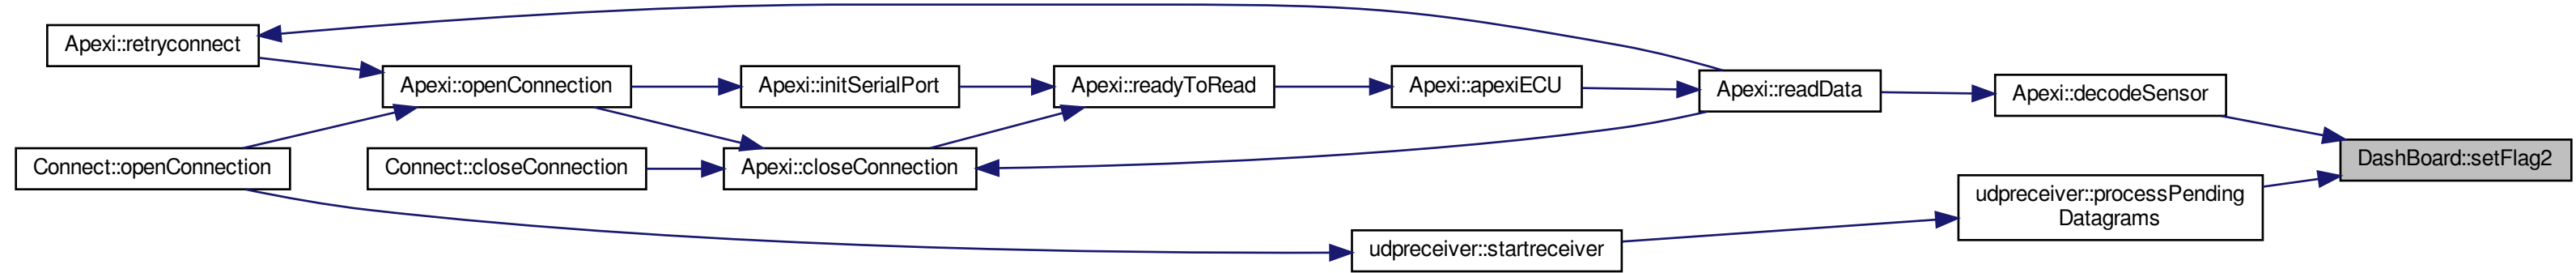 Apexi::retryconnect
Apexi::openConnection
Apexi::initSerialPort
Apexi::readyToRead
Apexi::apexiECU
Apexi::readData
Apexi::decodeSensor
Connect::openConnection
Connect::closeConnection
Apexi::closeConnection
DashBoard::setFlag2
udpreceiver::processPending
Datagrams
udpreceiver::startreceiver